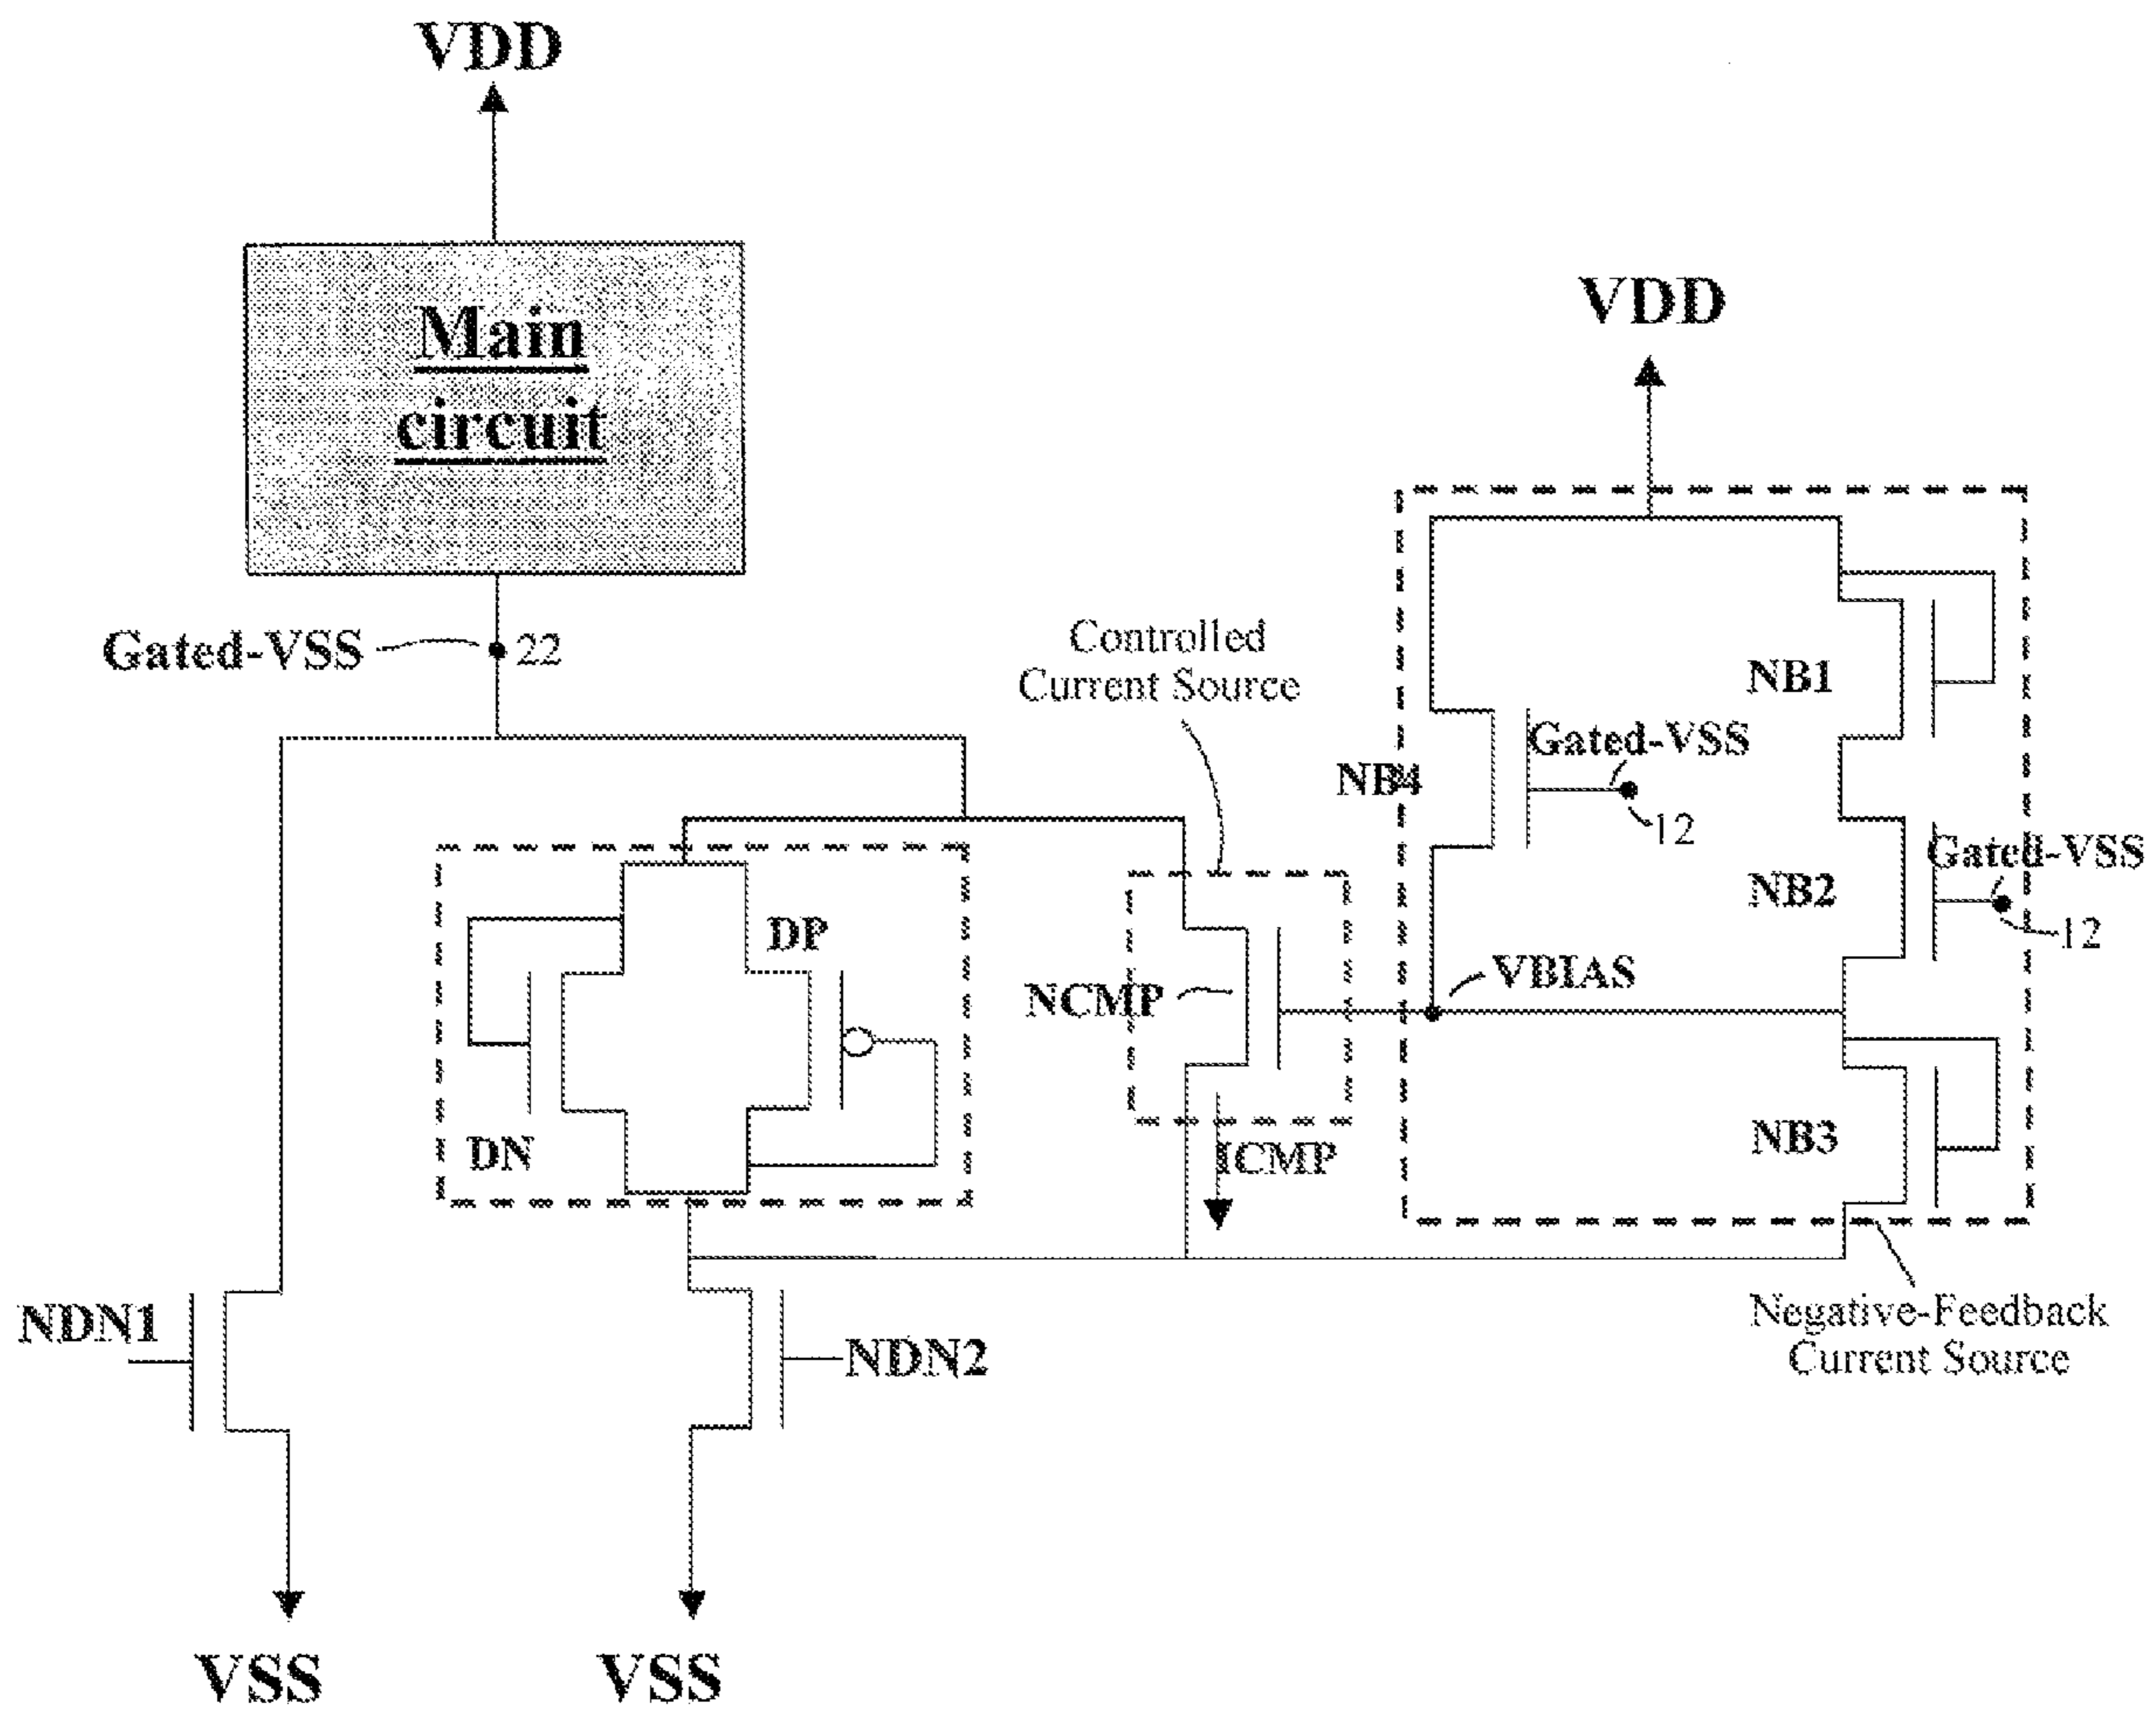 VDD
Main
circuit
VDD
Gated-VSS
22
Controlled
Current Source
NB1
Gated-VSS
NB4
12
Gated-VSS
NB2
12
DP
VBIAS
NCMP
NB3
DN
ICMP
NDN1
NDN2
Negative-Feedback
Current Source
VSS
VSS